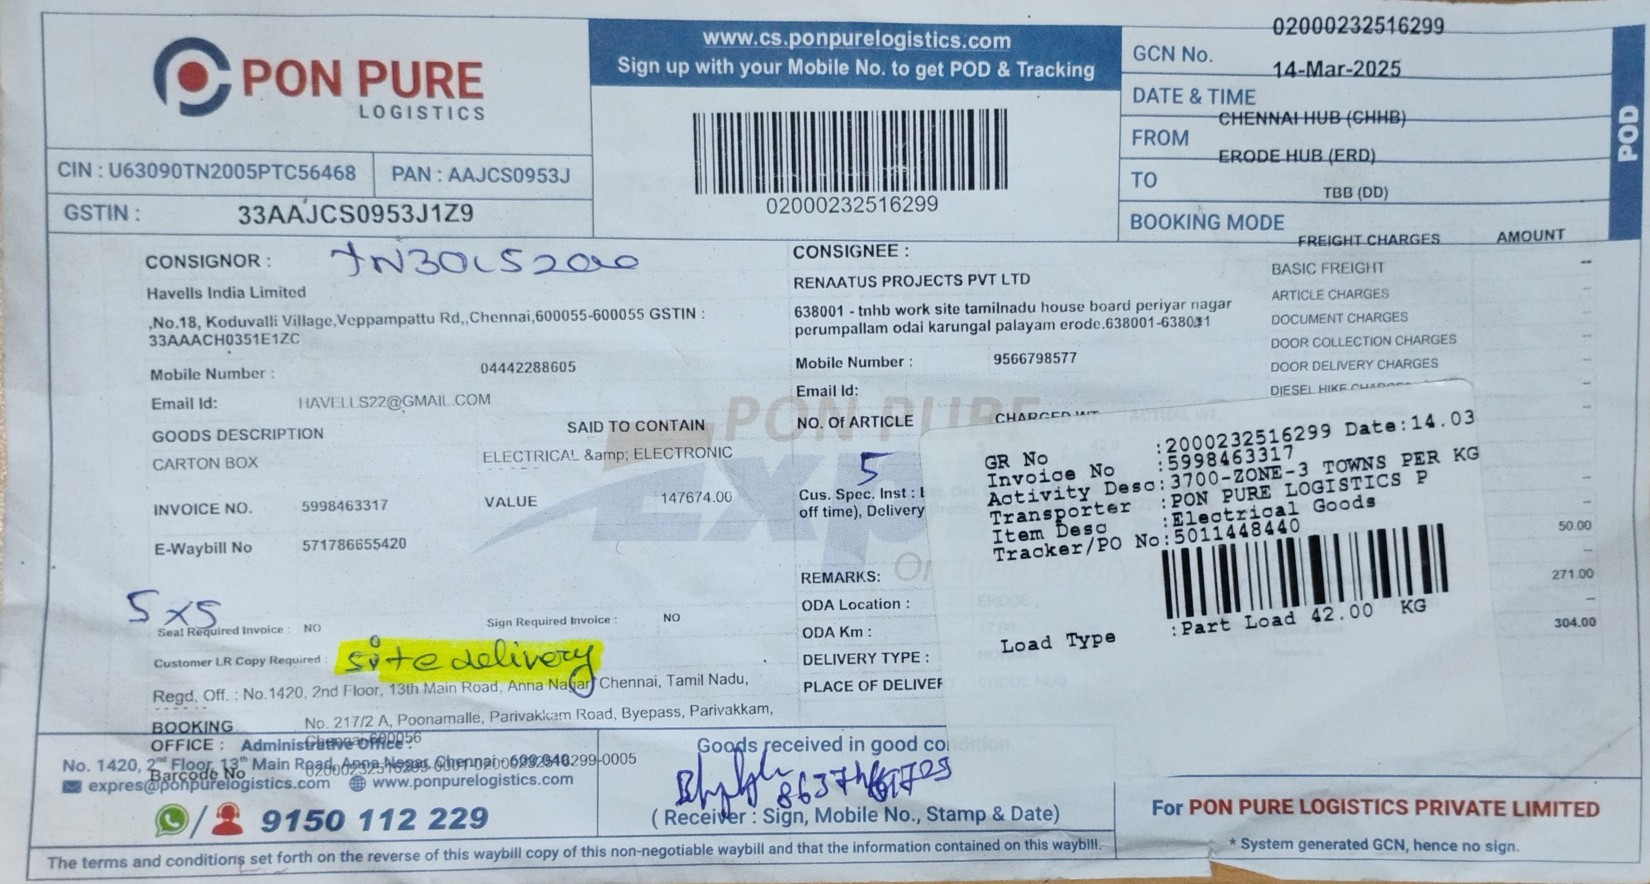 PON PURE
LOGISTICS
CIN : U63090TN2005PTC56468
PAN : AAJCS0953J
GSTIN : 33AAJCS0953J1Z9
www.cs.ponpurelogistics.com
Sign up with your Mobile No. to get POD & Tracking
02000232516299
02000232516299
GCN No.
14-Mar-2025
DATE & TIME
CHENNAI HUB (CHHB)
FROM
ERODE HUB (ERD)
TO
TBB (DD)
BOOKING MODE
POD
CONSIGNOR :
Havells India Limited
,No.18, Koduvalli Village,Veppampattu Rd,,Chennai,600055-600055 GSTIN :
33AAACH0351E1ZC
Mobile Number : 04442288605
Email Id: HAVELLS22@GMAIL.COM
GOODS DESCRIPTION SAID TO CONTAIN
CARTON BOX ELECTRICAL &amp; ELECTRONIC
INVOICE NO. 5998463317 VALUE 147674.00
E-Waybill No 571786655420
5x5
Seal Required Invoice : NO Sign Required Invoice : NO
Customer LR Copy Required : site delivery
Regd. Off. : No.1420, 2nd Floor, 13th Main Road, Anna Nagar, Chennai, Tamil Nadu,
BOOKING No. 217/2 A, Poonamalle, Parivakkam Road, Byepass, Parivakkam,
OFFICE : Chennai-600056
Administrative Office :
No. 1420, 2nd Floor, 13th Main Road, Anna Nagar, Chennai
Barcode No
expres@ponpurelogistics.com www.ponpurelogistics.com
9150 112 229
CONSIGNEE :
RENAATUS PROJECTS PVT LTD
638001 - tnhb work site tamilnadu house board periyar nagar
perumpallam odai karungal palayam erode.638001-638031
Mobile Number : 9566798577
Email Id:
PON PURE
NO. Of ARTICLE CHARGED WT
5
Cus. Spec. Inst :
off time), Delivery
REMARKS:
ODA Location :
ODA Km :
DELIVERY TYPE :
PLACE OF DELIVER
FREIGHT CHARGES AMOUNT
BASIC FREIGHT --
ARTICLE CHARGES --
DOCUMENT CHARGES --
DOOR COLLECTION CHARGES --
DOOR DELIVERY CHARGES --
DIESEL HIKE CHARGES
50.00
271.00
304.00
GR No :2000232516299 Date:14.03
Invoice No :5998463317
Activity Desc:3700-ZONE-3 TOWNS PER KG
Transporter :PON PURE LOGISTICS P
Item Desc :Electrical Goods
Tracker/PO No:5011448440
Load Type :Part Load 42.00 KG
Goods received in good condition.
( Receiver : Sign, Mobile No., Stamp & Date)
For PON PURE LOGISTICS PRIVATE LIMITED
* System generated GCN, hence no sign.
The terms and conditions set forth on the reverse of this waybill copy of this non-negotiable waybill and that the information contained on this waybill.